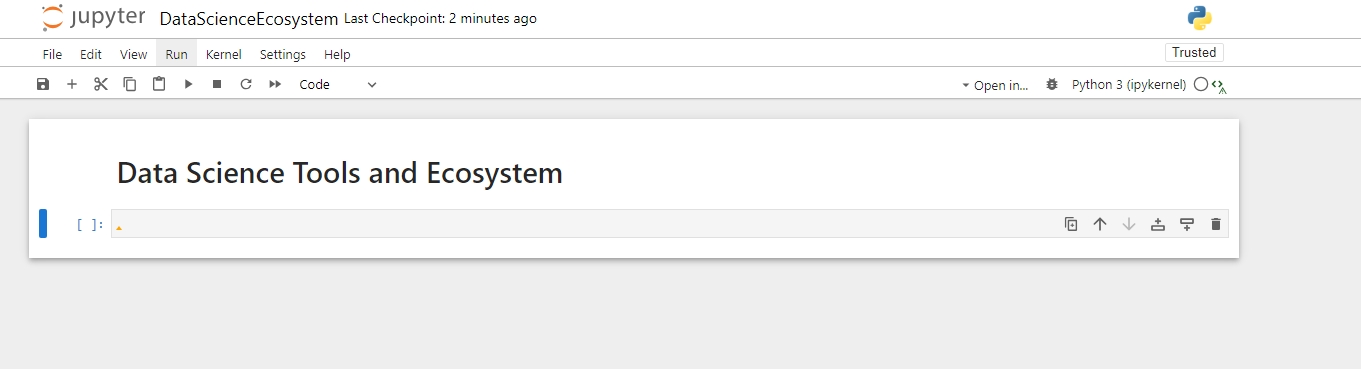 jupyter DataScienceEcosystem Last Checkpoint: 2 minutes ago
File Edit View Run Kernel Settings Help Trusted
Code Open in... Python 3 (ipykernel)
Data Science Tools and Ecosystem
[ ]: